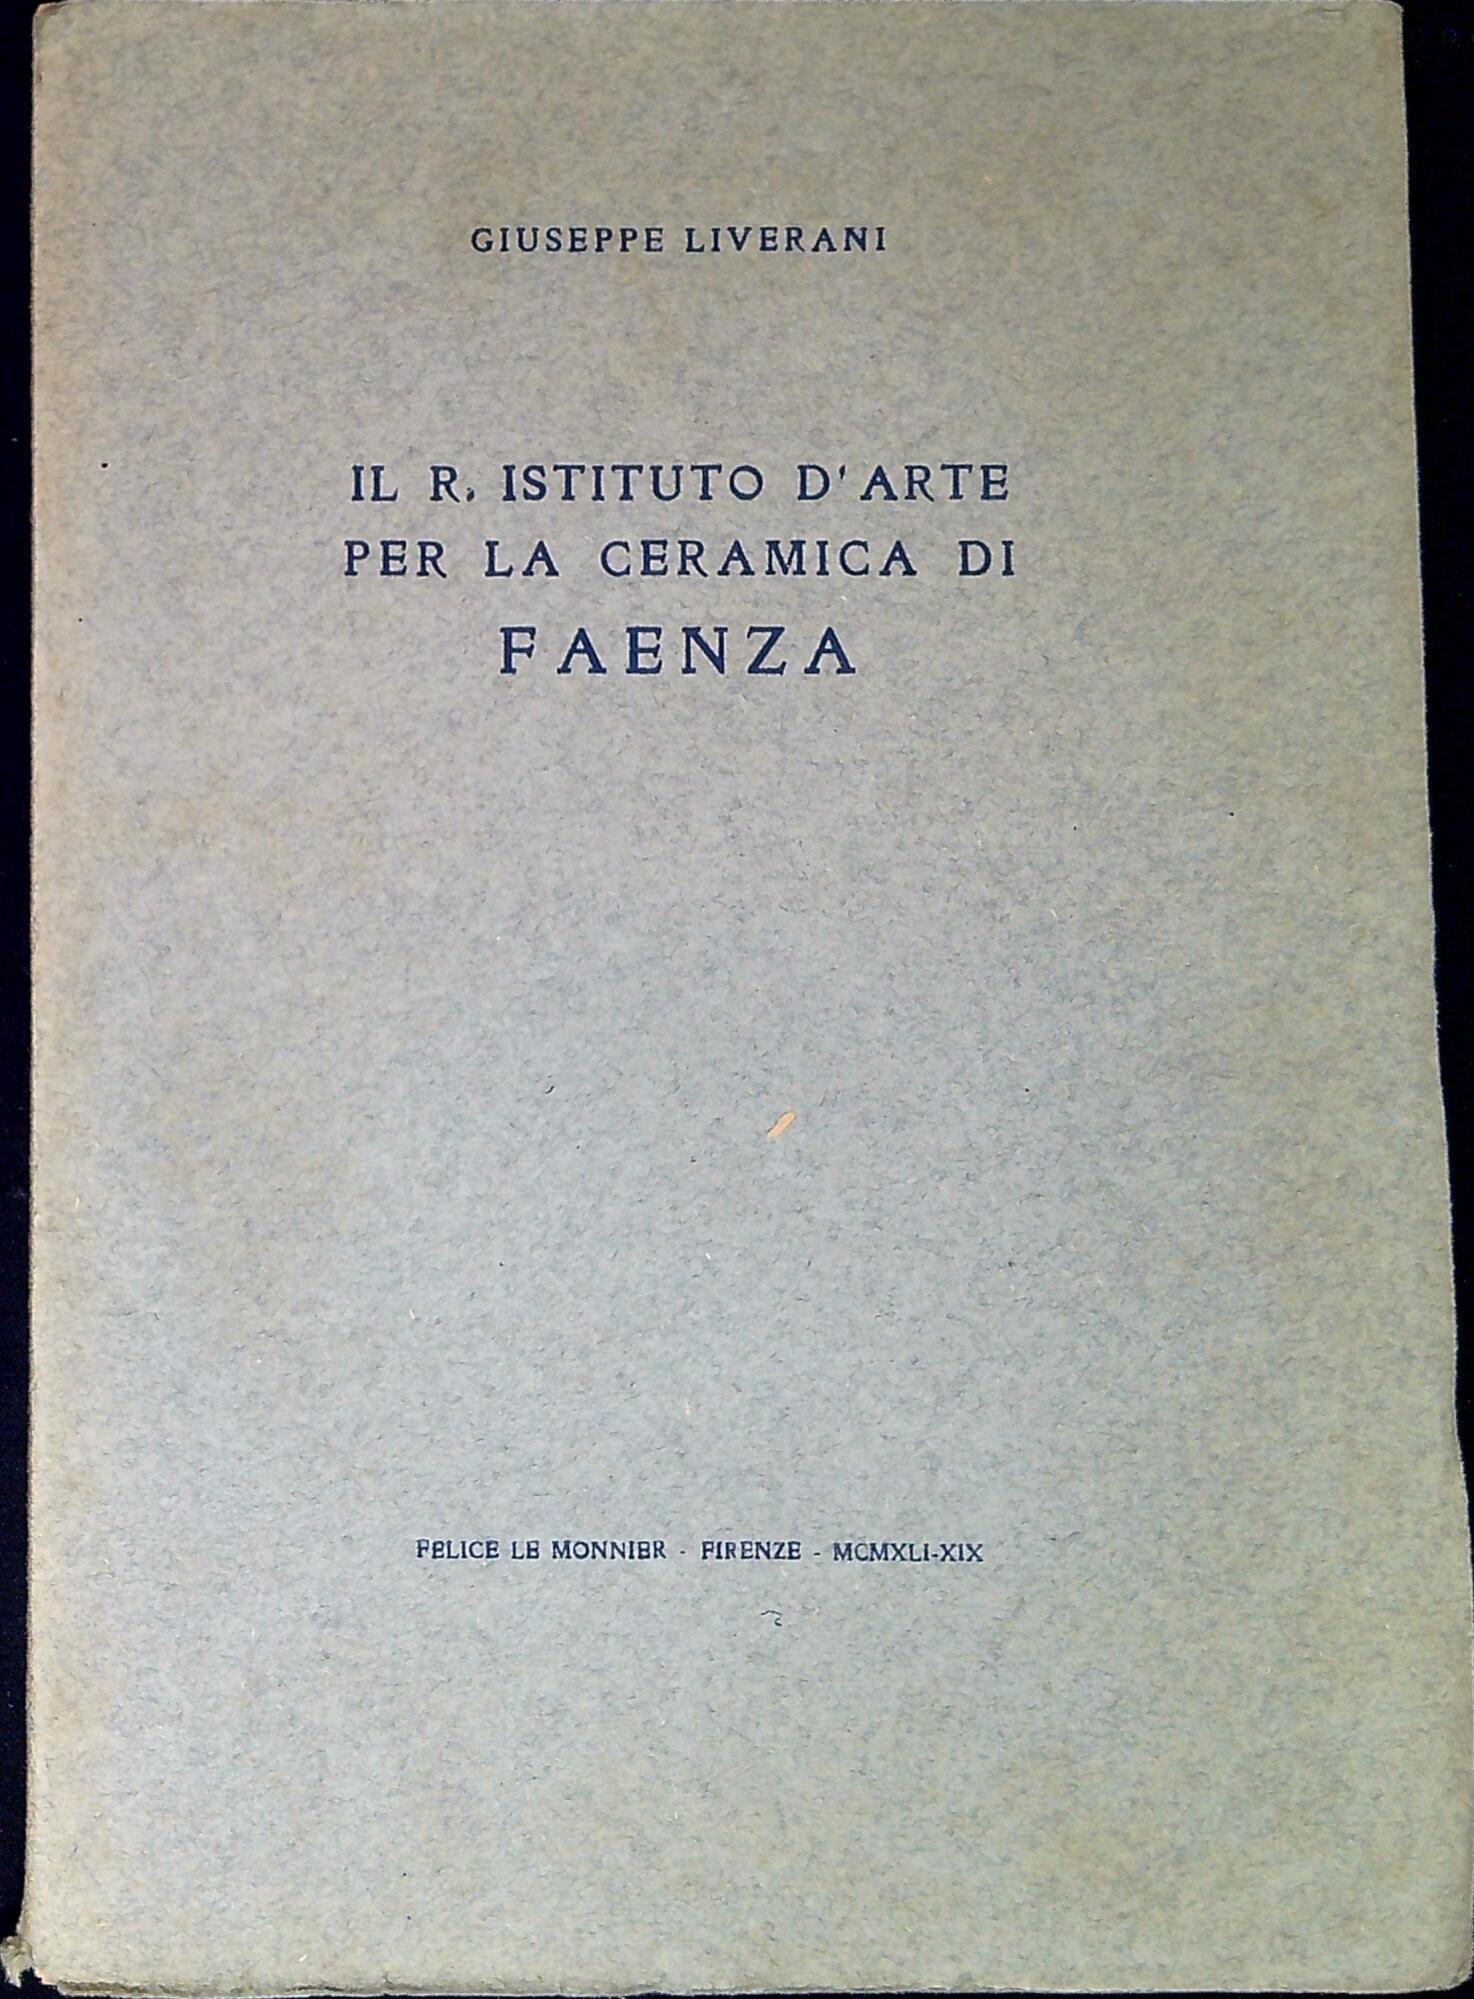 GIUSEPPE LIVERANI
IL R. ISTITUTO D'ARTE
PER LA CERAMICA DI
FAENZA
FELICE LE MONNIER - FIRENZE - MCMXLI-XIX